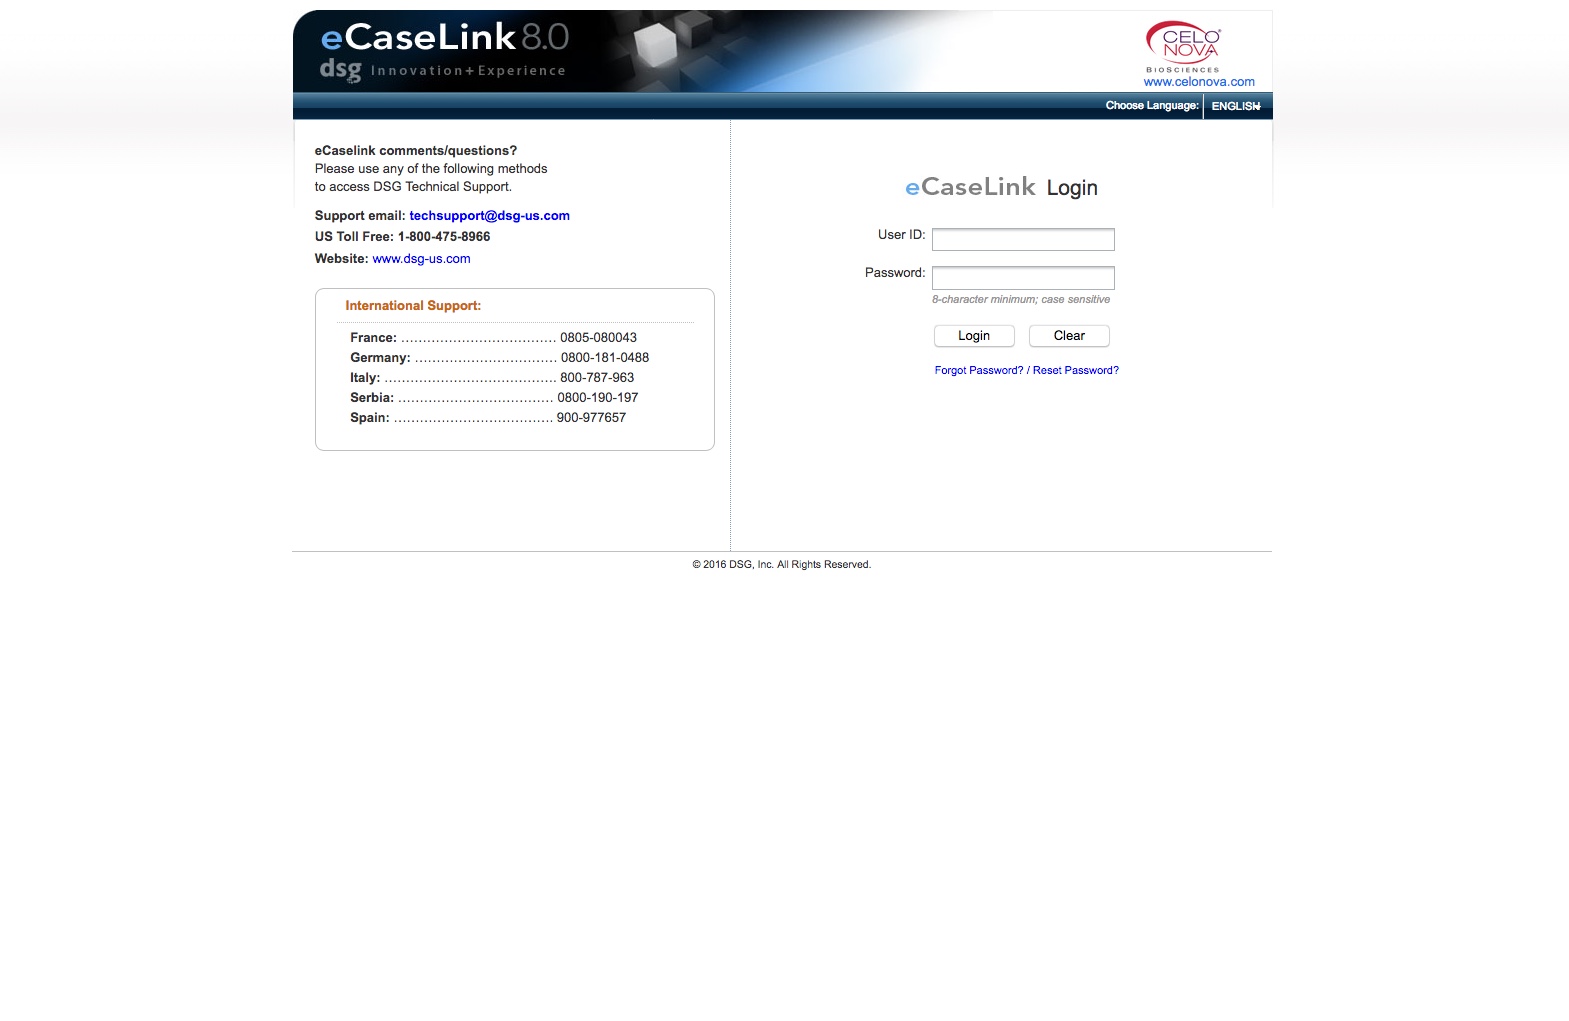 eCaseLink 8.0
dsg Innovation+Experience
CELO
NOVA
BIOSCIENCES
www.celonova.com
Choose Language: ENGLISH
eCaselink comments/questions?
Please use any of the following methods
to access DSG Technical Support.
Support email: techsupport@dsg-us.com
US Toll Free: 1-800-475-8966
Website: www.dsg-us.com
International Support:
France: .................................... 0805-080043
Germany: ................................. 0800-181-0488
Italy: ........................................ 800-787-963
Serbia: .................................... 0800-190-197
Spain: ..................................... 900-977657
eCaseLink Login
User ID:
Password:
8-character minimum; case sensitive
Login Clear
Forgot Password? / Reset Password?
© 2016 DSG, Inc. All Rights Reserved.